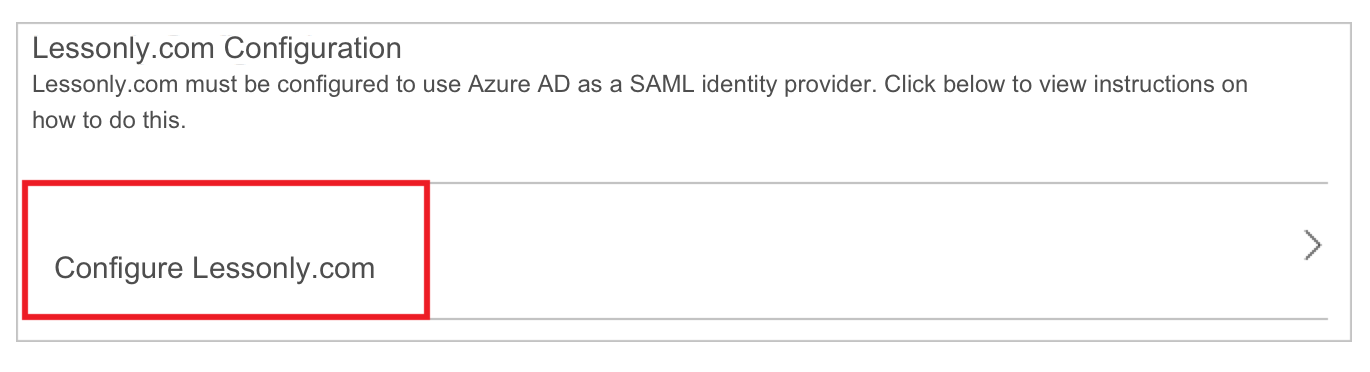 Lessonly.com Configuration
Lessonly.com must be configured to use Azure AD as a SAML identity provider. Click below to view instructions on
how to do this.
Configure Lessonly.com